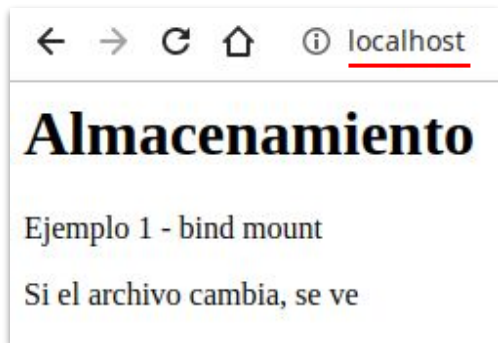 localhost
Almacenamiento
Ejemplo 1 - bind mount
Si el archivo cambia, se ve